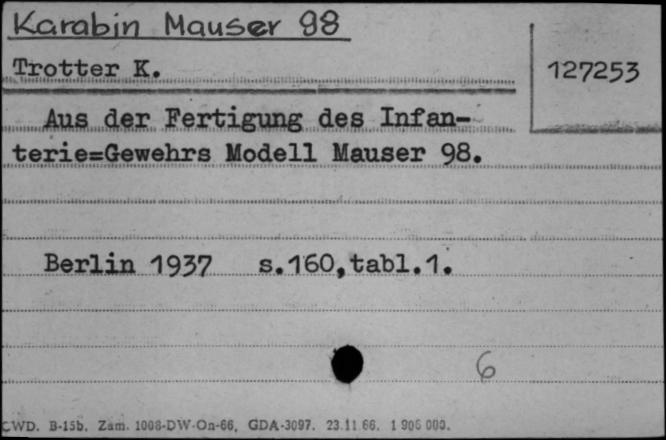 Karabin Mauser 98
Trotter K.
127253
Aus der Fertigung des Infan-
terie=Gewehrs Modell Mauser 98.
Berlin 1937 s.160,tabl.1.
6
CWD. B-15b. Zam. 1008-DW-On-66, GDA-3097. 23.11.66. 1 906 000.